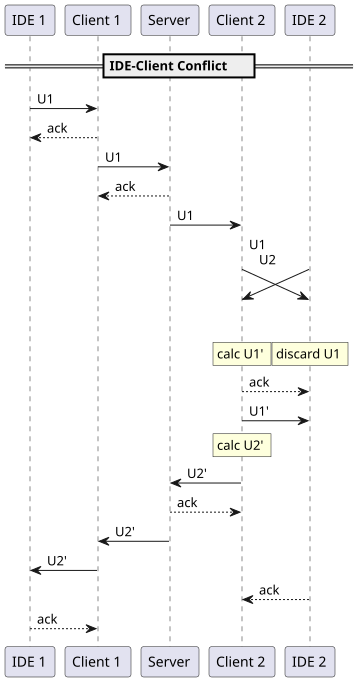 IDE 1 Client 1 Server Client 2 IDE 2
IDE-Client Conflict
U1
ack
U1
ack
U1
U1
U2
calc U1' discard U1
ack
U1'
calc U2'
U2'
ack
U2'
U2'
ack
ack
IDE 1 Client 1 Server Client 2 IDE 2